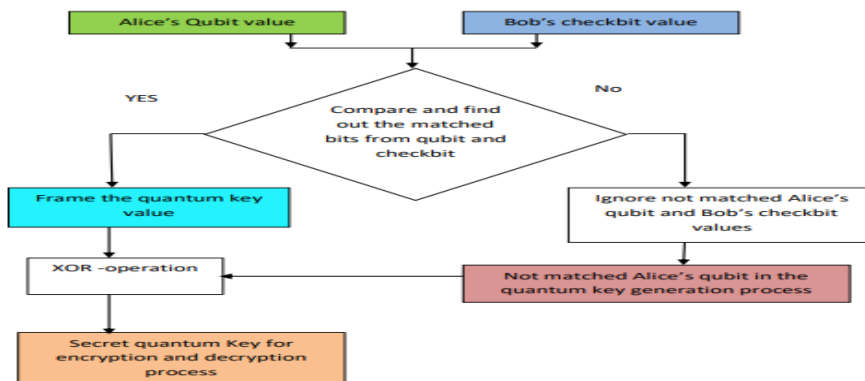 Alice's Qubit value
Bob's checkbit value
YES
No
Compare and find
out the matched
bits from qubit and
checkbit
Frame the quantum key
value
Ignore not matched Alice's
qubit and Bob's checkbit
values
XOR -operation
Not matched Alice's qubit in the
quantum key generation process
Secret quantum Key for
encryption and decryption
process